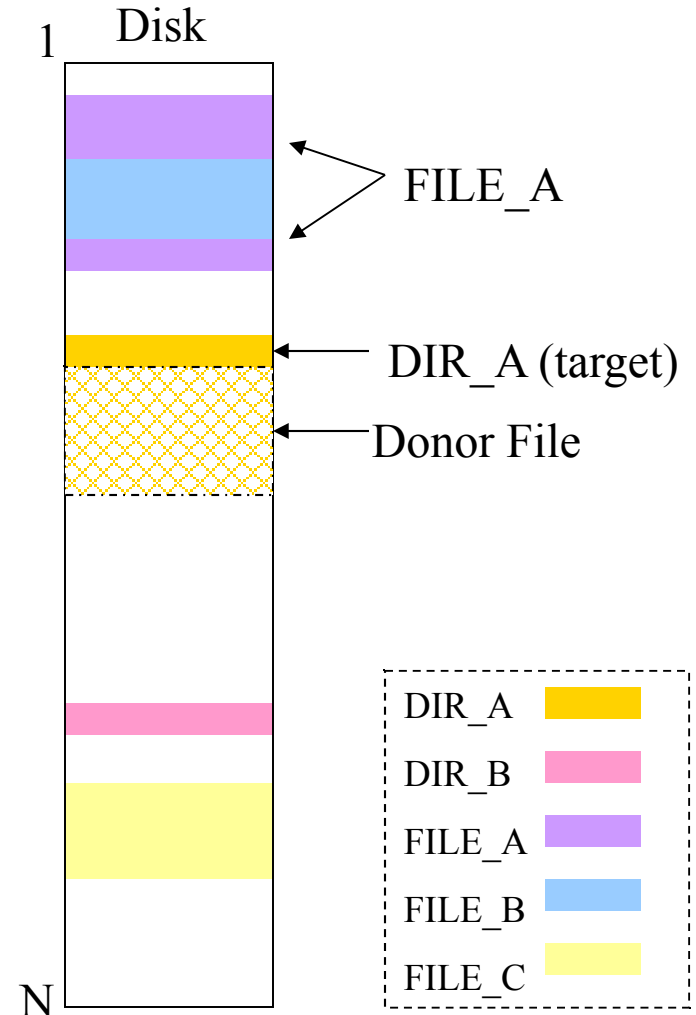 Disk
1
FILE_A
DIR_A (target)
Donor File
DIR_A
DIR_B
FILE_A
FILE_B
FILE_C
N